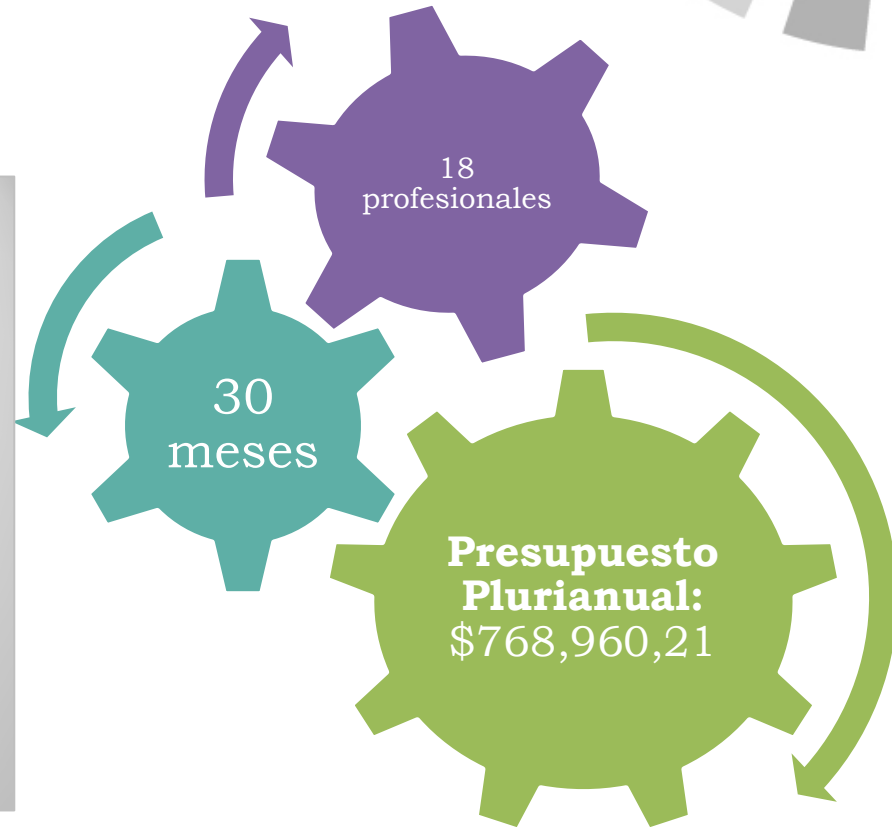 18
profesionales
30
meses
Presupuesto
Plurianual:
$768,960,21